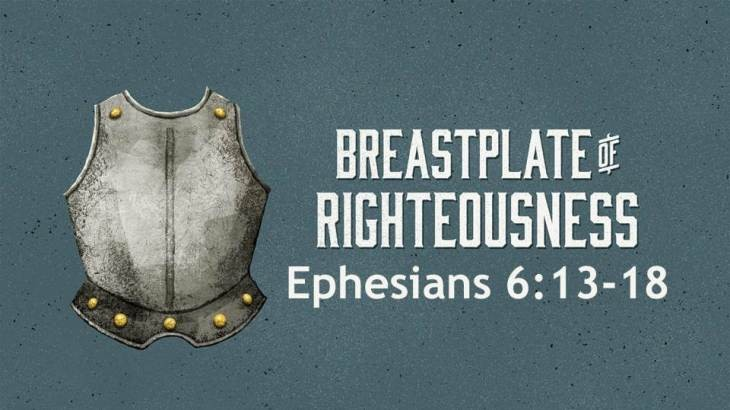 BREASTPLATE OF
RIGHTEOUSNESS
Ephesians 6:13-18